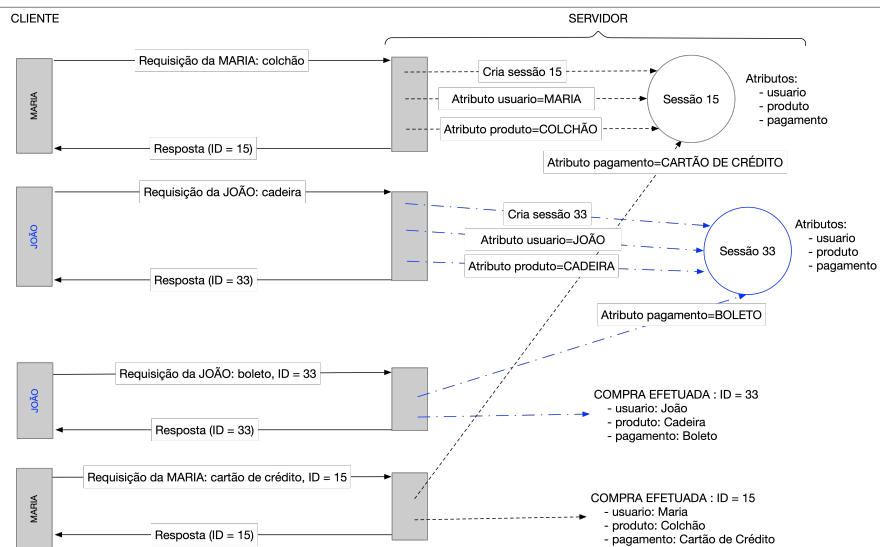 CLIENTE
SERVIDOR
MARIA
Requisição da MARIA: colchão
Cria sessão 15
Atributo usuario=MARIA
Atributo produto=COLCHÃO
Sessão 15
Atributos:
- usuario
- produto
- pagamento
Resposta (ID = 15)
Atributo pagamento=CARTÃO DE CRÉDITO
JOÃO
Requisição da JOÃO: cadeira
Cria sessão 33
Atributo usuario=JOÃO
Atributo produto=CADEIRA
Sessão 33
Atributos:
- usuario
- produto
- pagamento
Resposta (ID = 33)
Atributo pagamento=BOLETO
JOÃO
Requisição da JOÃO: boleto, ID = 33
Resposta (ID = 33)
COMPRA EFETUADA : ID = 33
- usuario: João
- produto: Cadeira
- pagamento: Boleto
MARIA
Requisição da MARIA: cartão de crédito, ID = 15
Resposta (ID = 15)
COMPRA EFETUADA : ID = 15
- usuario: Maria
- produto: Colchão
- pagamento: Cartão de Crédito